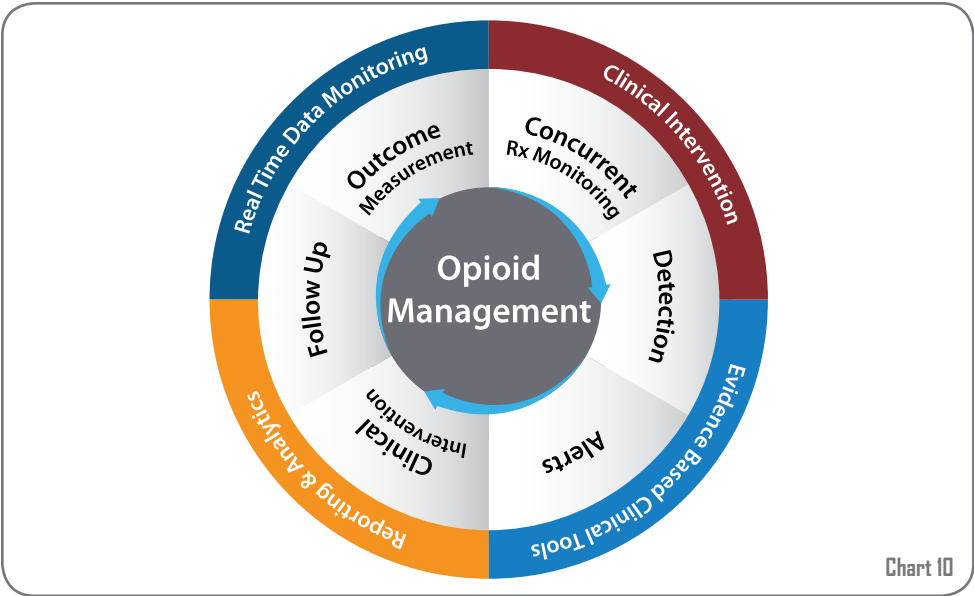 Real Time Data Monitoring
Clinical Intervention
Evidence Based Clinical Tools
Reporting & Analytics
Outcome
Measurement
Concurrent
Rx Monitoring
Detection
Alerts
Clinical
Intervention
Follow Up
Opioid
Management
Chart 10